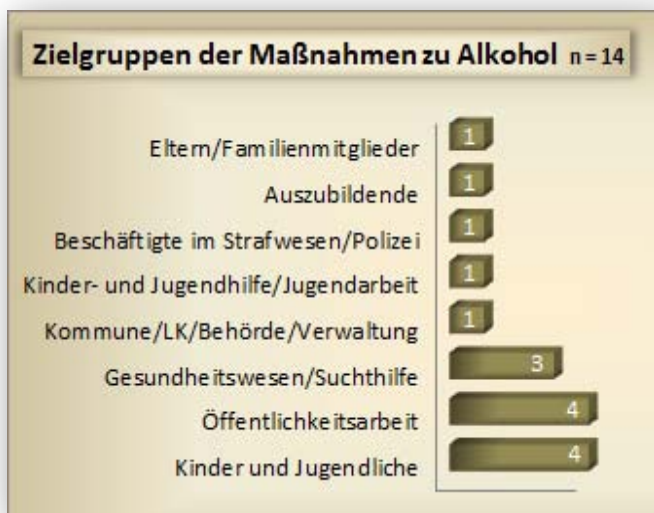 Zielgruppen der Maßnahmen zu Alkohol n = 14
Eltern/Familienmitglieder 1
Auszubildende 1
Beschäftigte im Strafwesen/Polizei 1
Kinder- und Jugendhilfe/Jugendarbeit 1
Kommune/LK/Behörde/Verwaltung 1
Gesundheitswesen/Suchthilfe 3
Öffentlichkeitsarbeit 4
Kinder und Jugendliche 4